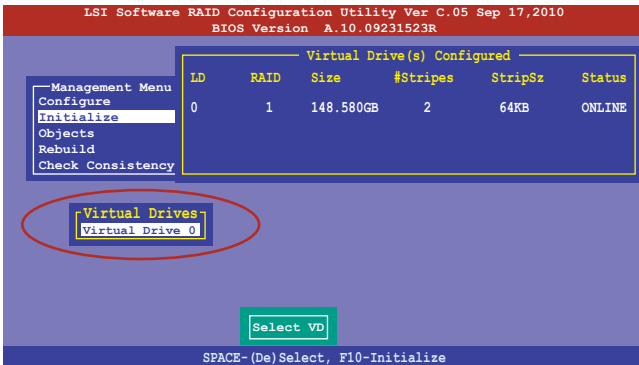 LSI Software RAID Configuration Utility Ver C.05 Sep 17,2010
BIOS Version A.10.09231523R
Virtual Drive(s) Configured
LD RAID Size #Stripes StripSz Status
0 1 148.580GB 2 64KB ONLINE
Management Menu
Configure
Initialize
Objects
Rebuild
Check Consistency
Virtual Drives
Virtual Drive 0
Select VD
SPACE-(De)Select, F10-Initialize